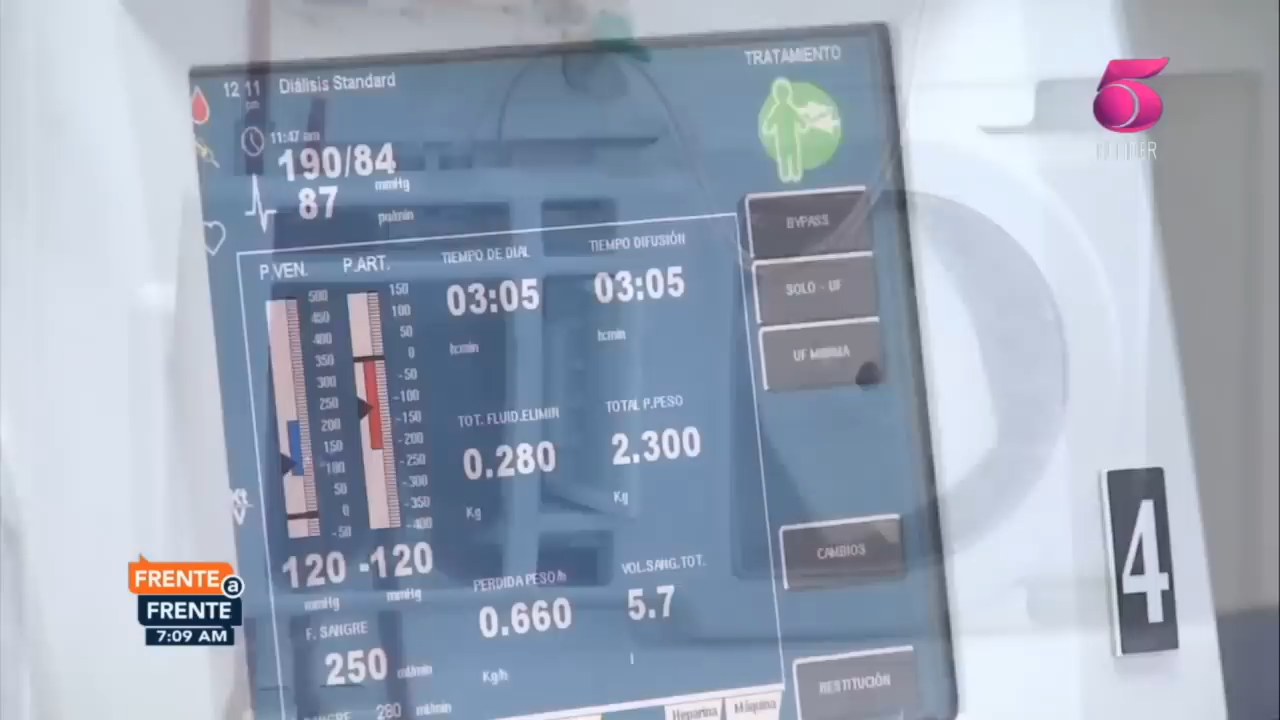 12 11 pm Diálisis Standard
TRATAMIENTO
11:47 am
190/84
mmHg
87
pul/min
P.VEN. P.ART. TIEMPO DE DIAL TIEMPO DIFUSIÓN
03:05 03:05
h:min h:min
500 450 400 350 300 250 200 150 100 50 0 -50
150 100 50 0 -50 -100 -150 -200 -250 -300 -350 -400
TOT. FLUID.ELIMIN TOTAL P.PESO
0.280 2.300
Kg Kg
120 -120
mmHg mmHg
PERDIDA PESO/h VOL.SANG.TOT.
0.660 5.7
Kg/h l
F. SANGRE
250 ml/min
280 ml/min
Heparina Máquina
BYPASS
SOLO - UF
UF MINIMA
CAMBIOS
RESTITUCIÓN
4
5
FRENTE a
FRENTE
7:09 AM